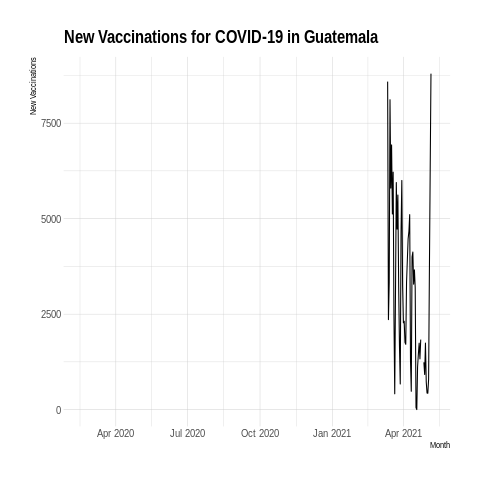 New Vaccinations for COVID-19 in Guatemala
New Vaccinations
7500
5000
2500
0
Apr 2020 Jul 2020 Oct 2020 Jan 2021 Apr 2021
Month